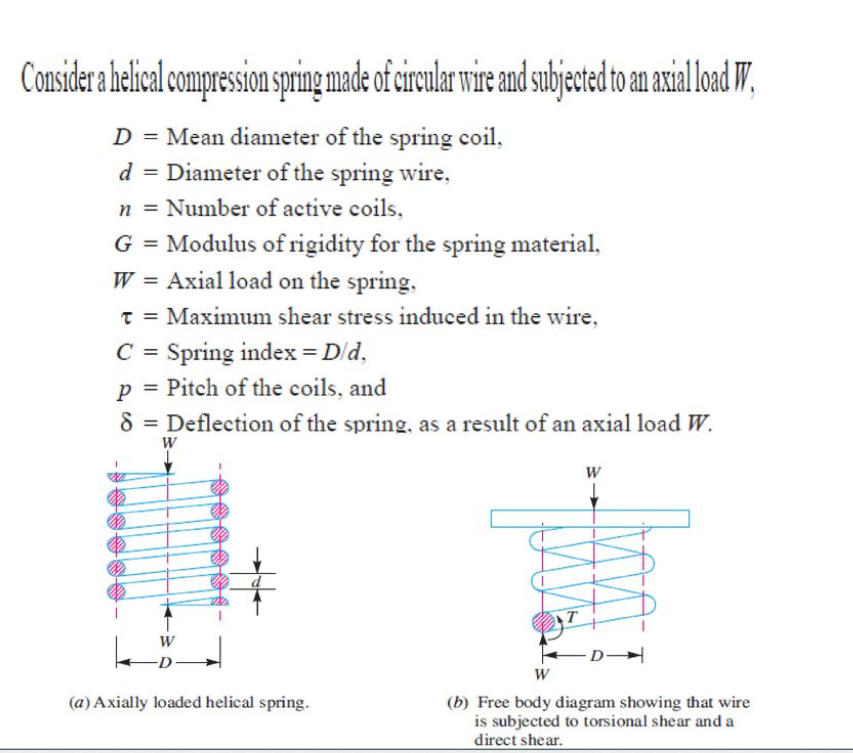 Consider a helical compression spring made of circular wire and subjected to an axial load W,
D = Mean diameter of the spring coil,
d = Diameter of the spring wire,
n = Number of active coils,
G = Modulus of rigidity for the spring material,
W = Axial load on the spring,
τ = Maximum shear stress induced in the wire,
C = Spring index = D/d,
p = Pitch of the coils, and
δ = Deflection of the spring, as a result of an axial load W.
W
d
W
D
(a) Axially loaded helical spring.
W
T
D
W
(b) Free body diagram showing that wire
is subjected to torsional shear and a
direct shear.